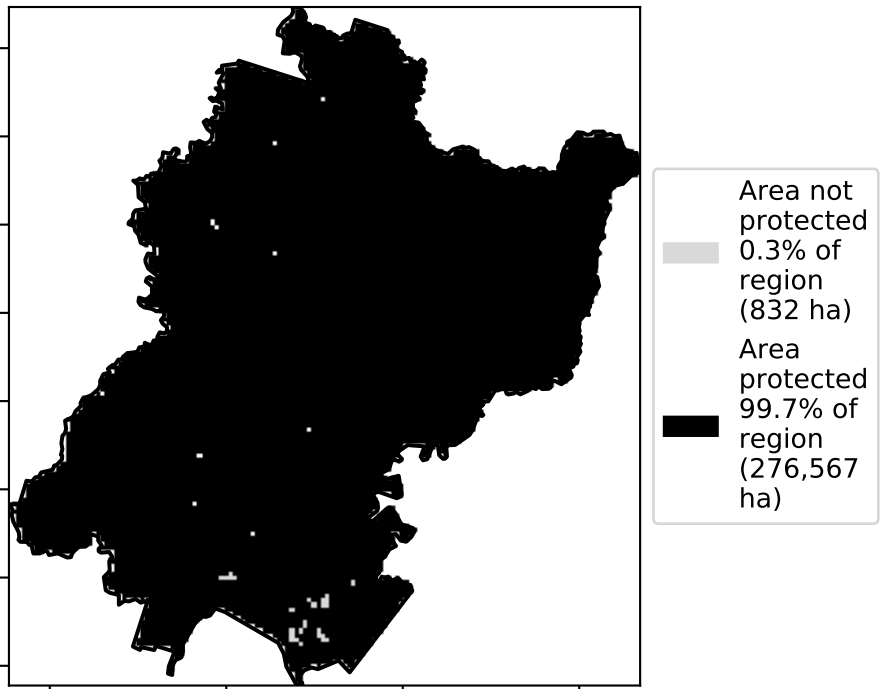 Area not
protected
0.3% of
region
(832 ha)
Area
protected
99.7% of
region
(276,567
ha)